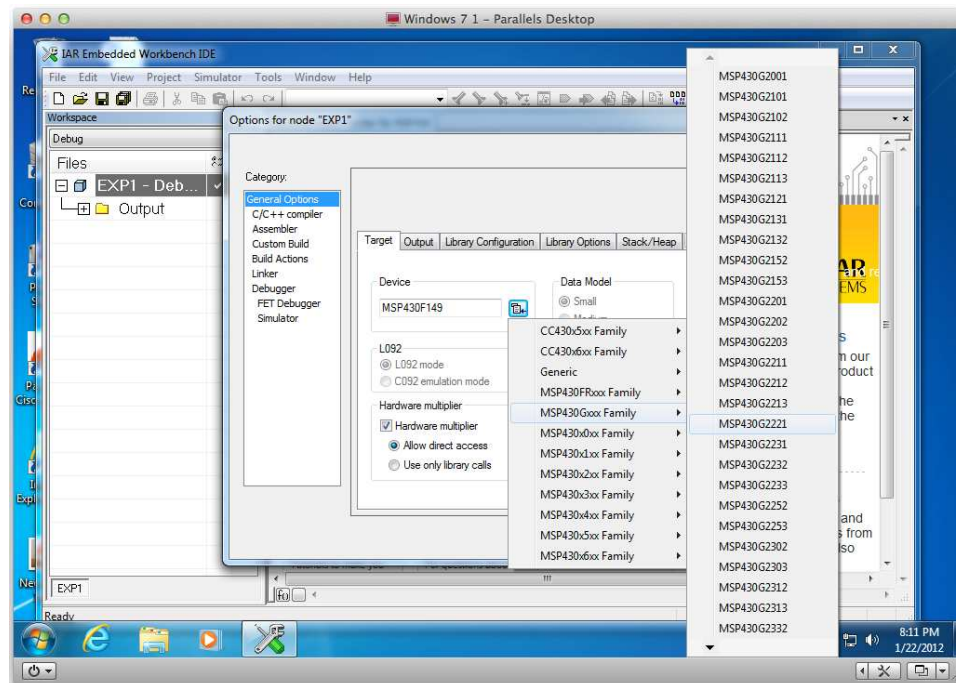 Windows 7 1 – Parallels Desktop
IAR Embedded Workbench IDE
File Edit View Project Simulator Tools Window Help
Workspace
Debug
Files
EXP1 - Deb...
Output
EXP1
Ready
Options for node "EXP1"
Category:
General Options
C/C++ compiler
Assembler
Custom Build
Build Actions
Linker
Debugger
FET Debugger
Simulator
Target Output Library Configuration Library Options Stack/Heap
Device
MSP430F149
Data Model
Small
Medium
L092
L092 mode
C092 emulation mode
Hardware multiplier
Hardware multiplier
Allow direct access
Use only library calls
CC430x5xx Family
CC430x6xx Family
Generic
MSP430FRxxx Family
MSP430Gxxx Family
MSP430x0xx Family
MSP430x1xx Family
MSP430x2xx Family
MSP430x3xx Family
MSP430x4xx Family
MSP430x5xx Family
MSP430x6xx Family
MSP430G2001
MSP430G2101
MSP430G2102
MSP430G2111
MSP430G2112
MSP430G2113
MSP430G2121
MSP430G2131
MSP430G2132
MSP430G2152
MSP430G2153
MSP430G2201
MSP430G2202
MSP430G2203
MSP430G2211
MSP430G2212
MSP430G2213
MSP430G2221
MSP430G2231
MSP430G2232
MSP430G2233
MSP430G2252
MSP430G2253
MSP430G2302
MSP430G2303
MSP430G2312
MSP430G2313
MSP430G2332
8:11 PM
1/22/2012